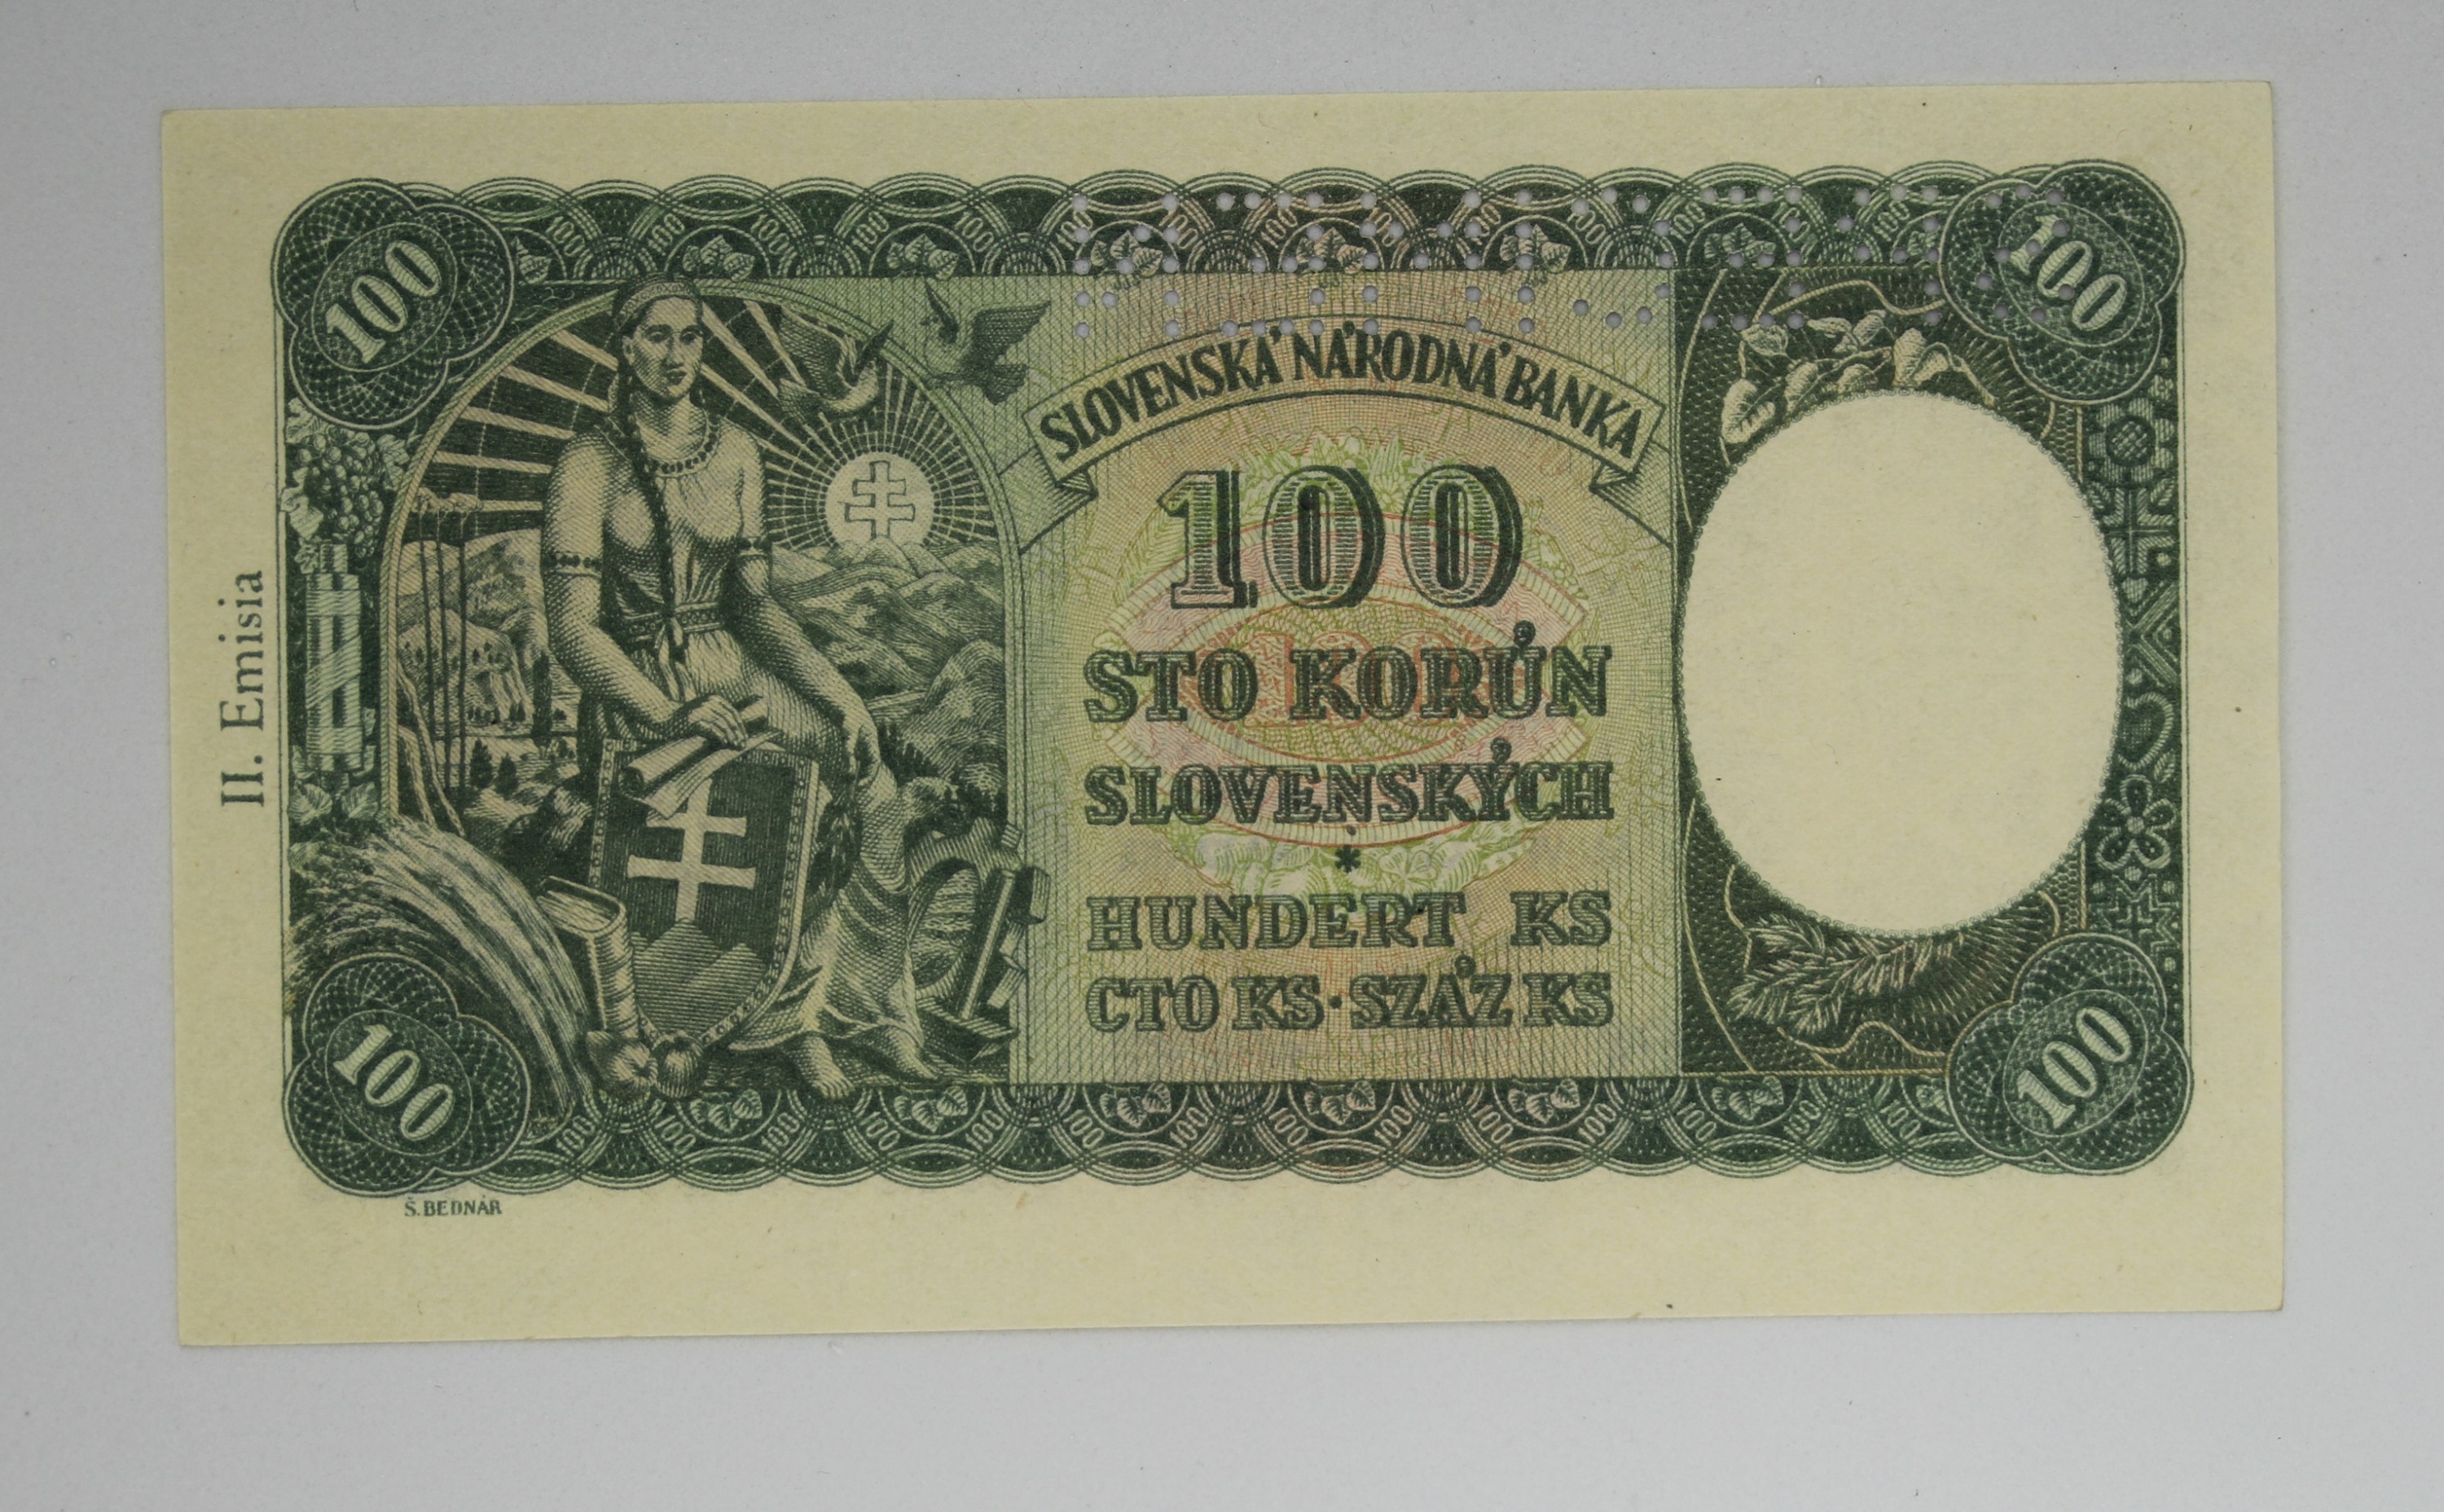 100
100
II. Emisia
SLOVENSKÁ NÁRODNÁ BANKA
100
STO KORÚN
SLOVENSKÝCH
*
HUNDERT KS
СТО KS · SZÁZ KS
100
100
Š. BEDNÁR